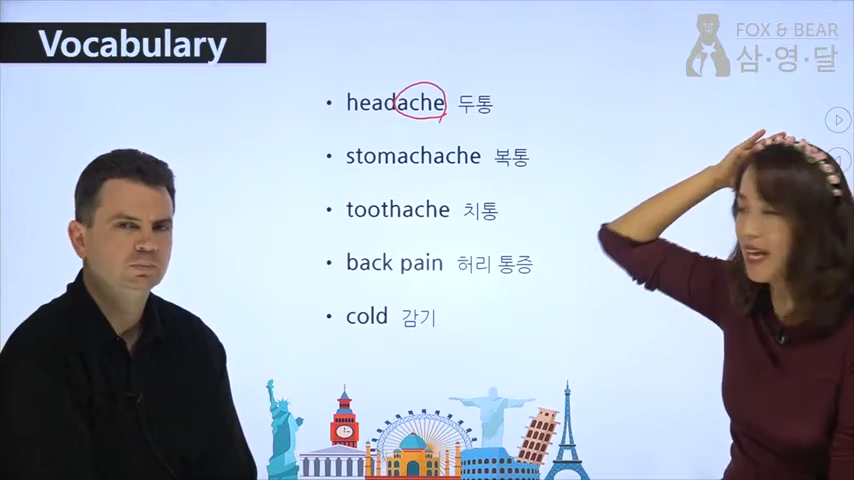 Vocabulary
FOX & BEAR
삼·영·달
• headache 두통
• stomachache 복통
• toothache 치통
• back pain 허리 통증
• cold 감기